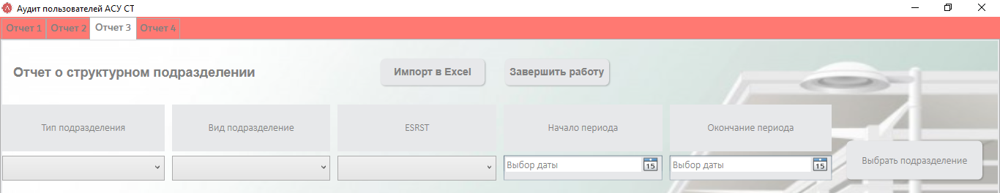 Аудит пользователей АСУ СТ
Отчет 1 Отчет 2 Отчет 3 Отчет 4
Отчет о структурном подразделении Импорт в Excel Завершить работу
Тип подразделения Вид подразделение ESRST Начало периода Окончание периода
Выбор даты 15 Выбор даты 15 Выбрать подразделение